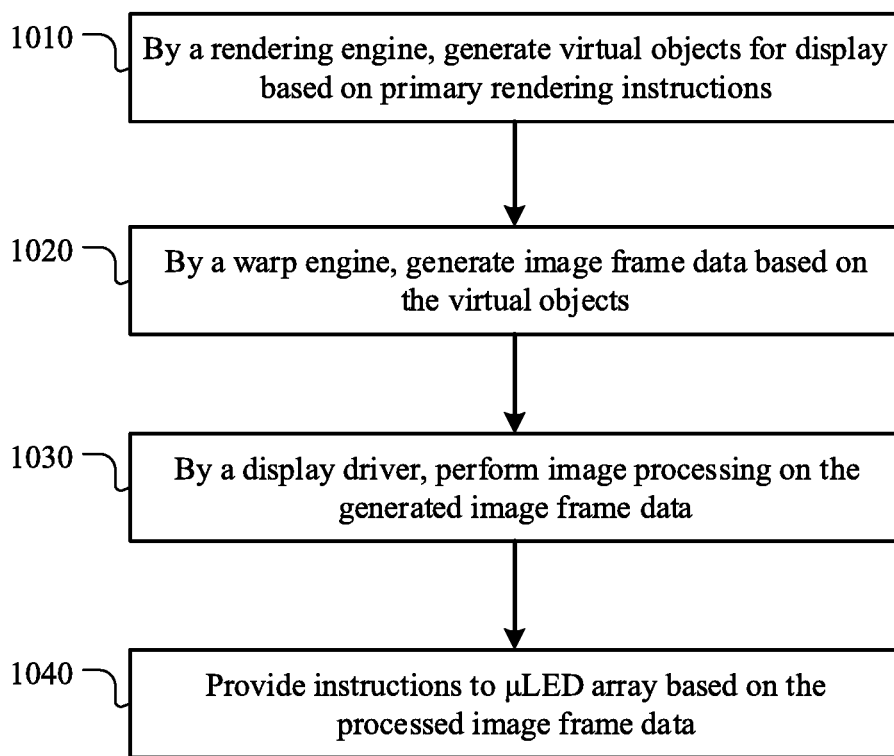 1010
By a rendering engine, generate virtual objects for display
based on primary rendering instructions
1020
By a warp engine, generate image frame data based on
the virtual objects
1030
By a display driver, perform image processing on the
generated image frame data
1040
Provide instructions to μLED array based on the
processed image frame data